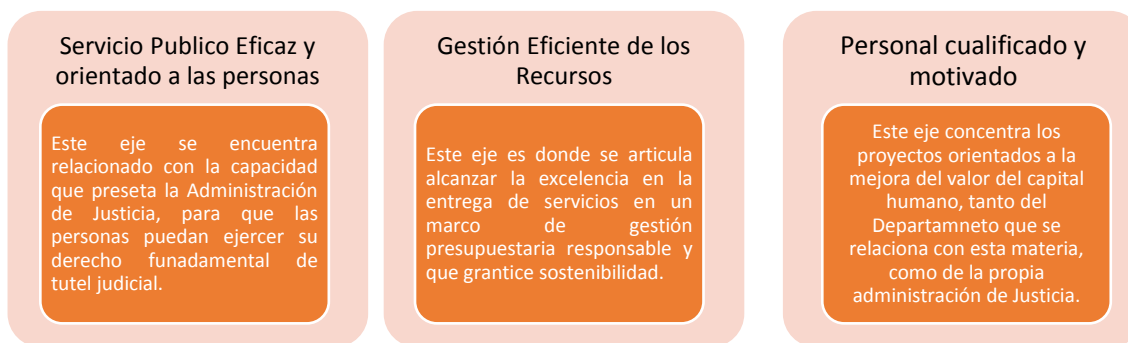 Servicio Publico Eficaz y
orientado a las personas
Este eje se encuentra
relacionado con la capacidad
que preseta la Administración
de Justicia, para que las
personas puedan ejercer su
derecho funadamental de
tutel judicial.
Gestión Eficiente de los
Recursos
Este eje es donde se articula
alcanzar la excelencia en la
entrega de servicios en un
marco de gestión
presupuestaria responsable y
que grantice sostenibilidad.
Personal cualificado y
motivado
Este eje concentra los
proyectos orientados a la
mejora del valor del capital
humano, tanto del
Departamneto que se
relaciona con esta materia,
como de la propia
administración de Justicia.